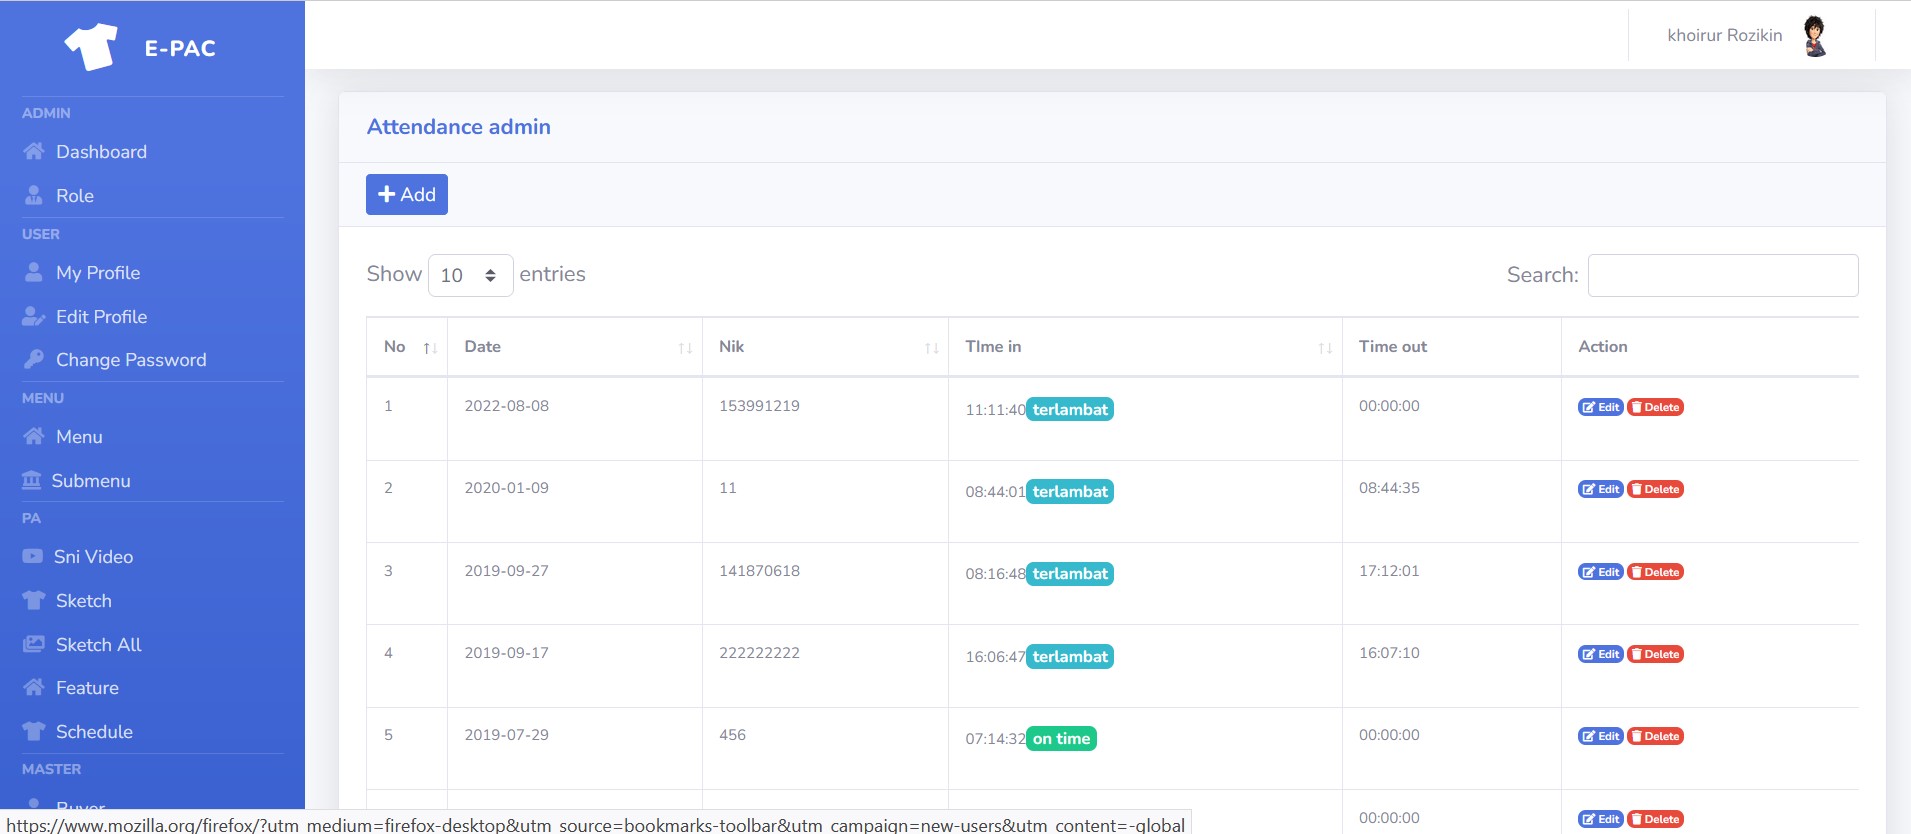 E-PAC
khoirur Rozikin
ADMIN
Dashboard
Role
USER
My Profile
Edit Profile
Change Password
MENU
Menu
Submenu
PA
Sni Video
Sketch
Sketch All
Feature
Schedule
MASTER
Buyer
Attendance admin
Add
Show 10 entries Search:
No Date Nik TIme in Time out Action
1 2022-08-08 153991219 11:11:40 terlambat 00:00:00 Edit Delete
2 2020-01-09 11 08:44:01 terlambat 08:44:35 Edit Delete
3 2019-09-27 141870618 08:16:48 terlambat 17:12:01 Edit Delete
4 2019-09-17 222222222 16:06:47 terlambat 16:07:10 Edit Delete
5 2019-07-29 456 07:14:32 on time 00:00:00 Edit Delete
00:00:00 Edit Delete
https://www.mozilla.org/firefox/?utm_medium=firefox-desktop&utm_source=bookmarks-toolbar&utm_campaign=new-users&utm_content=-global